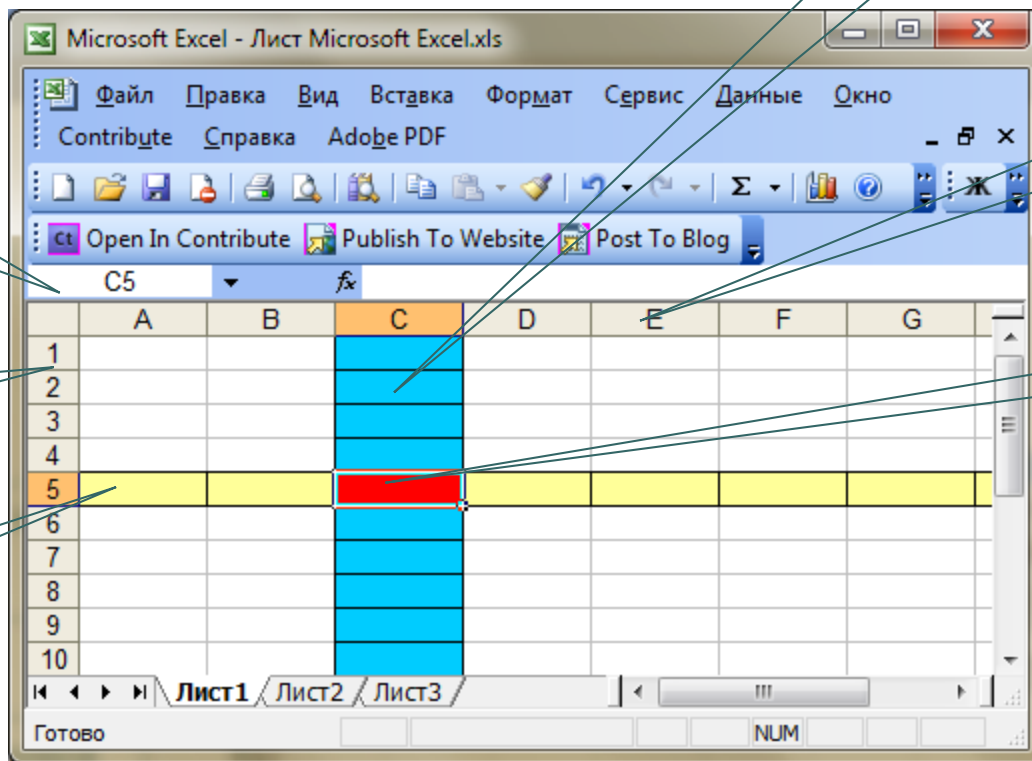 Microsoft Excel - Лист Microsoft Excel.xls
Файл Правка Вид Вставка Формат Сервис Данные Окно
Contribute Справка Adobe PDF
Σ Ж
Ct Open In Contribute Publish To Website Post To Blog
C5 fx
A B C D E F G
1
2
3
4
5
6
7
8
9
10
Лист1 Лист2 Лист3
Готово NUM